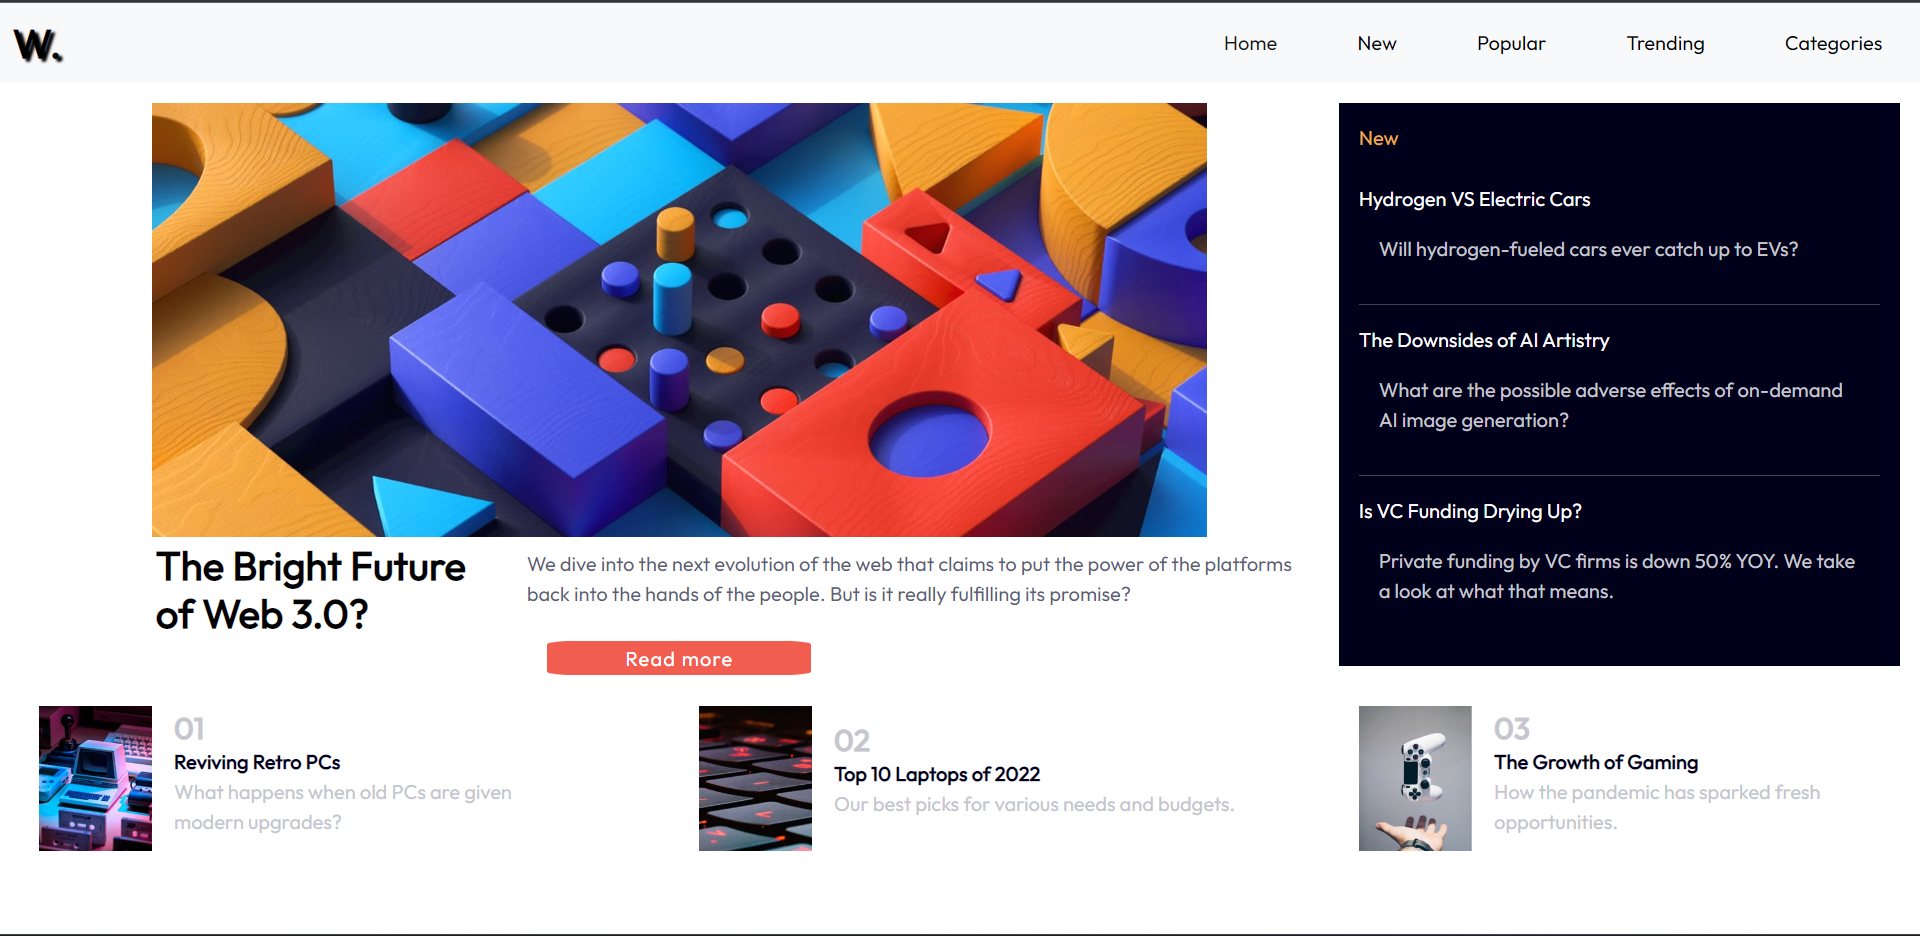 W.
Home
New
Popular
Trending
Categories
New
Hydrogen VS Electric Cars
Will hydrogen-fueled cars ever catch up to EVs?
The Downsides of AI Artistry
What are the possible adverse effects of on-demand
AI image generation?
Is VC Funding Drying Up?
Private funding by VC firms is down 50% YOY. We take
a look at what that means.
The Bright Future
of Web 3.0?
We dive into the next evolution of the web that claims to put the power of the platforms
back into the hands of the people. But is it really fulfilling its promise?
Read more
01
Reviving Retro PCs
What happens when old PCs are given
modern upgrades?
02
Top 10 Laptops of 2022
Our best picks for various needs and budgets.
03
The Growth of Gaming
How the pandemic has sparked fresh
opportunities.